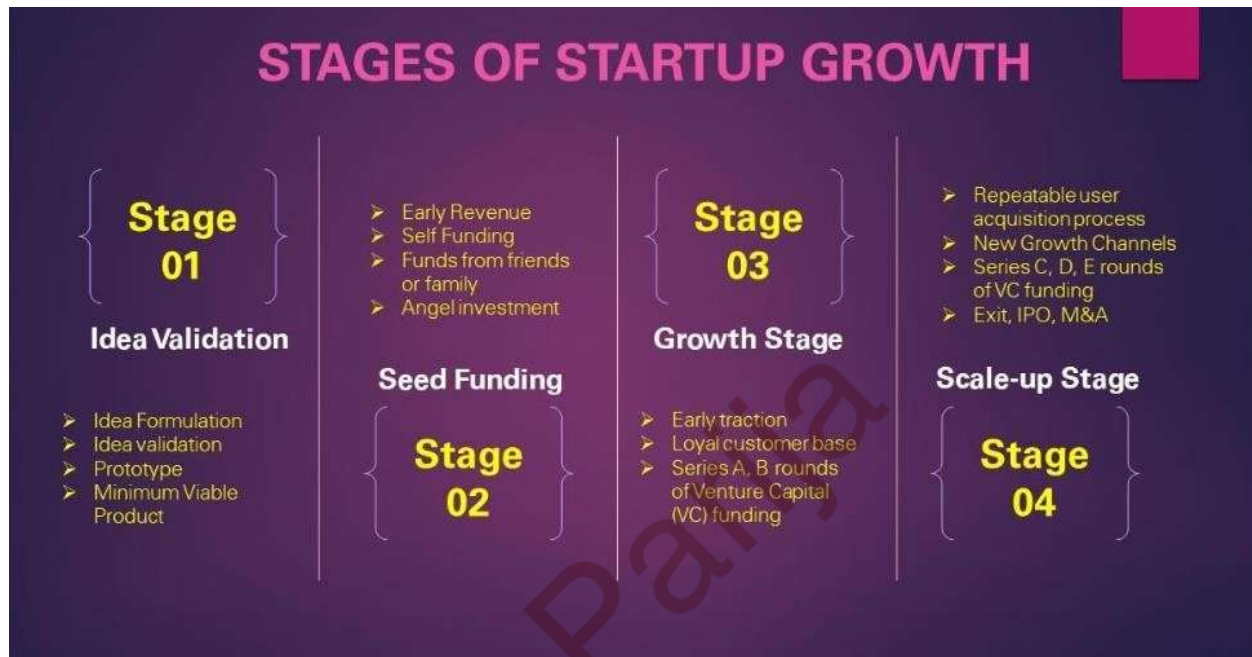 STAGES OF STARTUP GROWTH
Stage
01
Idea Validation
➢ Idea Formulation
➢ Idea validation
➢ Prototype
➢ Minimum Viable
Product
➢ Early Revenue
➢ Self Funding
➢ Funds from friends
or family
➢ Angel investment
Seed Funding
Stage
02
Stage
03
Growth Stage
➢ Early traction
➢ Loyal customer base
➢ Series A, B rounds
of Venture Capital
(VC) funding
➢ Repeatable user
acquisition process
➢ New Growth Channels
➢ Series C, D, E rounds
of VC funding
➢ Exit, IPO, M&A
Scale-up Stage
Stage
04